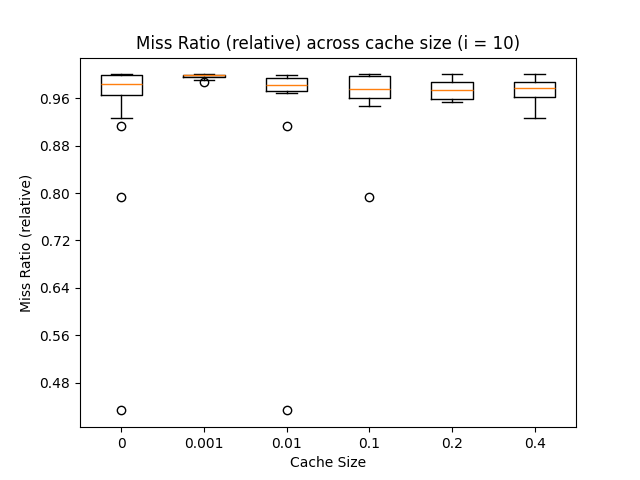 Miss Ratio (relative) across cache size (i = 10)
Miss Ratio (relative)
0.96
0.88
0.80
0.72
0.64
0.56
0.48
0 0.001 0.01 0.1 0.2 0.4
Cache Size